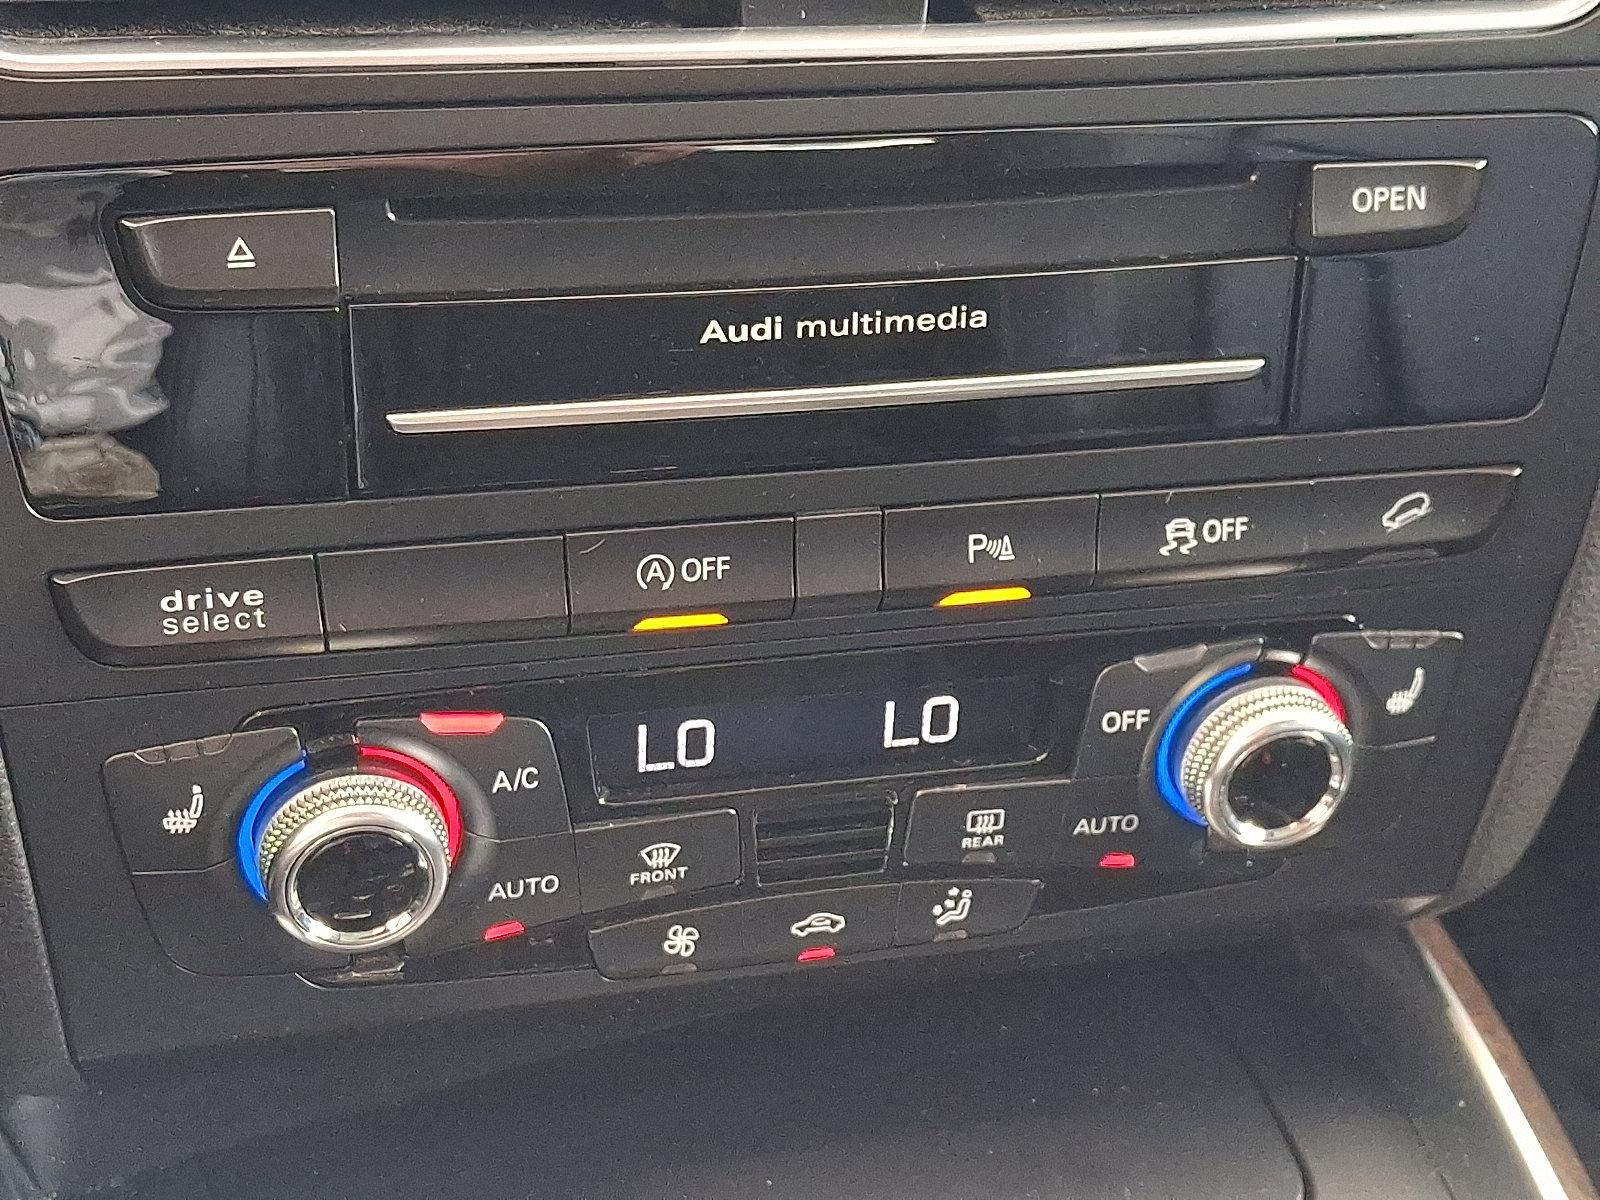 OPEN
Audi multimedia
drive
select
A OFF
P
OFF
LO
LO
OFF
A/C
AUTO
FRONT
REAR
AUTO